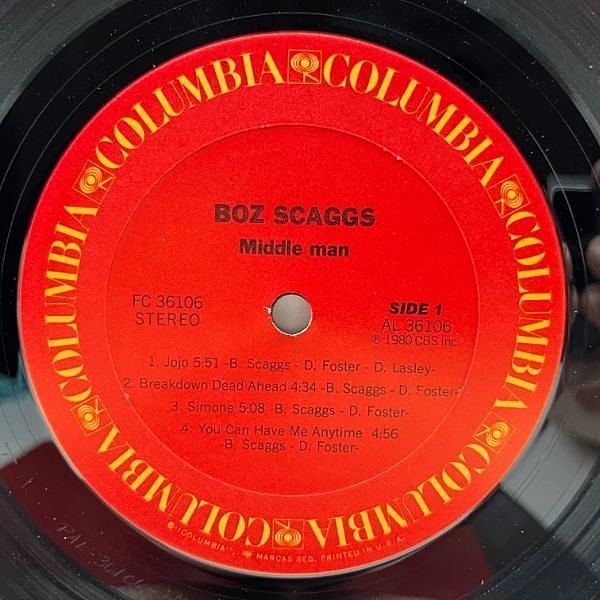 COLUMBIA COLUMBIA COLUMBIA COLUMBIA COLUMBIA COLUMBIA
BOZ SCAGGS
Middle man
FC 36106
STEREO
SIDE 1
AL 36106
℗ 1980 CBS Inc.
1. Jojo 5:51 -B. Scaggs - D. Foster - D. Lasley-
2. Breakdown Dead Ahead 4:34 -B. Scaggs - D. Foster-
3. Simone 5:08 -B. Scaggs - D. Foster-
4. You Can Have Me Anytime 4:56
-B. Scaggs - D. Foster-
® "COLUMBIA", MARCAS REG. PRINTED IN U.S.A.